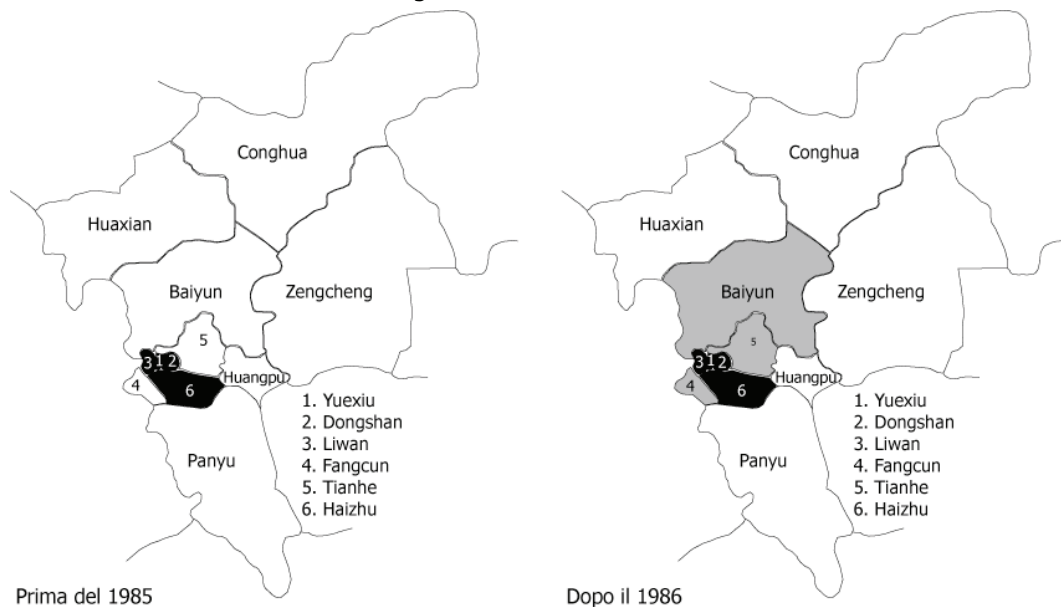 Conghua
Huaxian
Baiyun
Zengcheng
5
3 1 2
Huangpu
4
6
1. Yuexiu
2. Dongshan
3. Liwan
4. Fangcun
5. Tianhe
6. Haizhu
Panyu
Prima del 1985
Conghua
Huaxian
Baiyun
Zengcheng
5
3 1 2
Huangpu
4
6
1. Yuexiu
2. Dongshan
3. Liwan
4. Fangcun
5. Tianhe
6. Haizhu
Panyu
Dopo il 1986